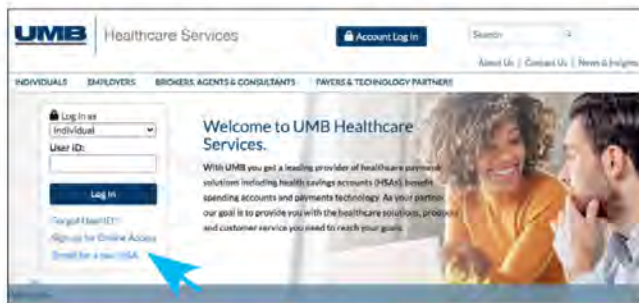 UMB Healthcare Services
Account Log In
Search
About Us | Contact Us | News & Insights
INDIVIDUALS EMPLOYERS BROKERS, AGENTS & CONSULTANTS PAYERS & TECHNOLOGY PARTNERS
Log in as
Individual
User ID:
Log In
Forgot User ID?
Sign up for Online Access
Enroll for a new HSA
Welcome to UMB Healthcare
Services.
With UMB you get a leading provider of healthcare payment
solutions including health savings accounts (HSAs), benefit
spending accounts and payments technology. As your partner,
our goal is to provide you with the healthcare solutions, products
and customer service you need to reach your goals.